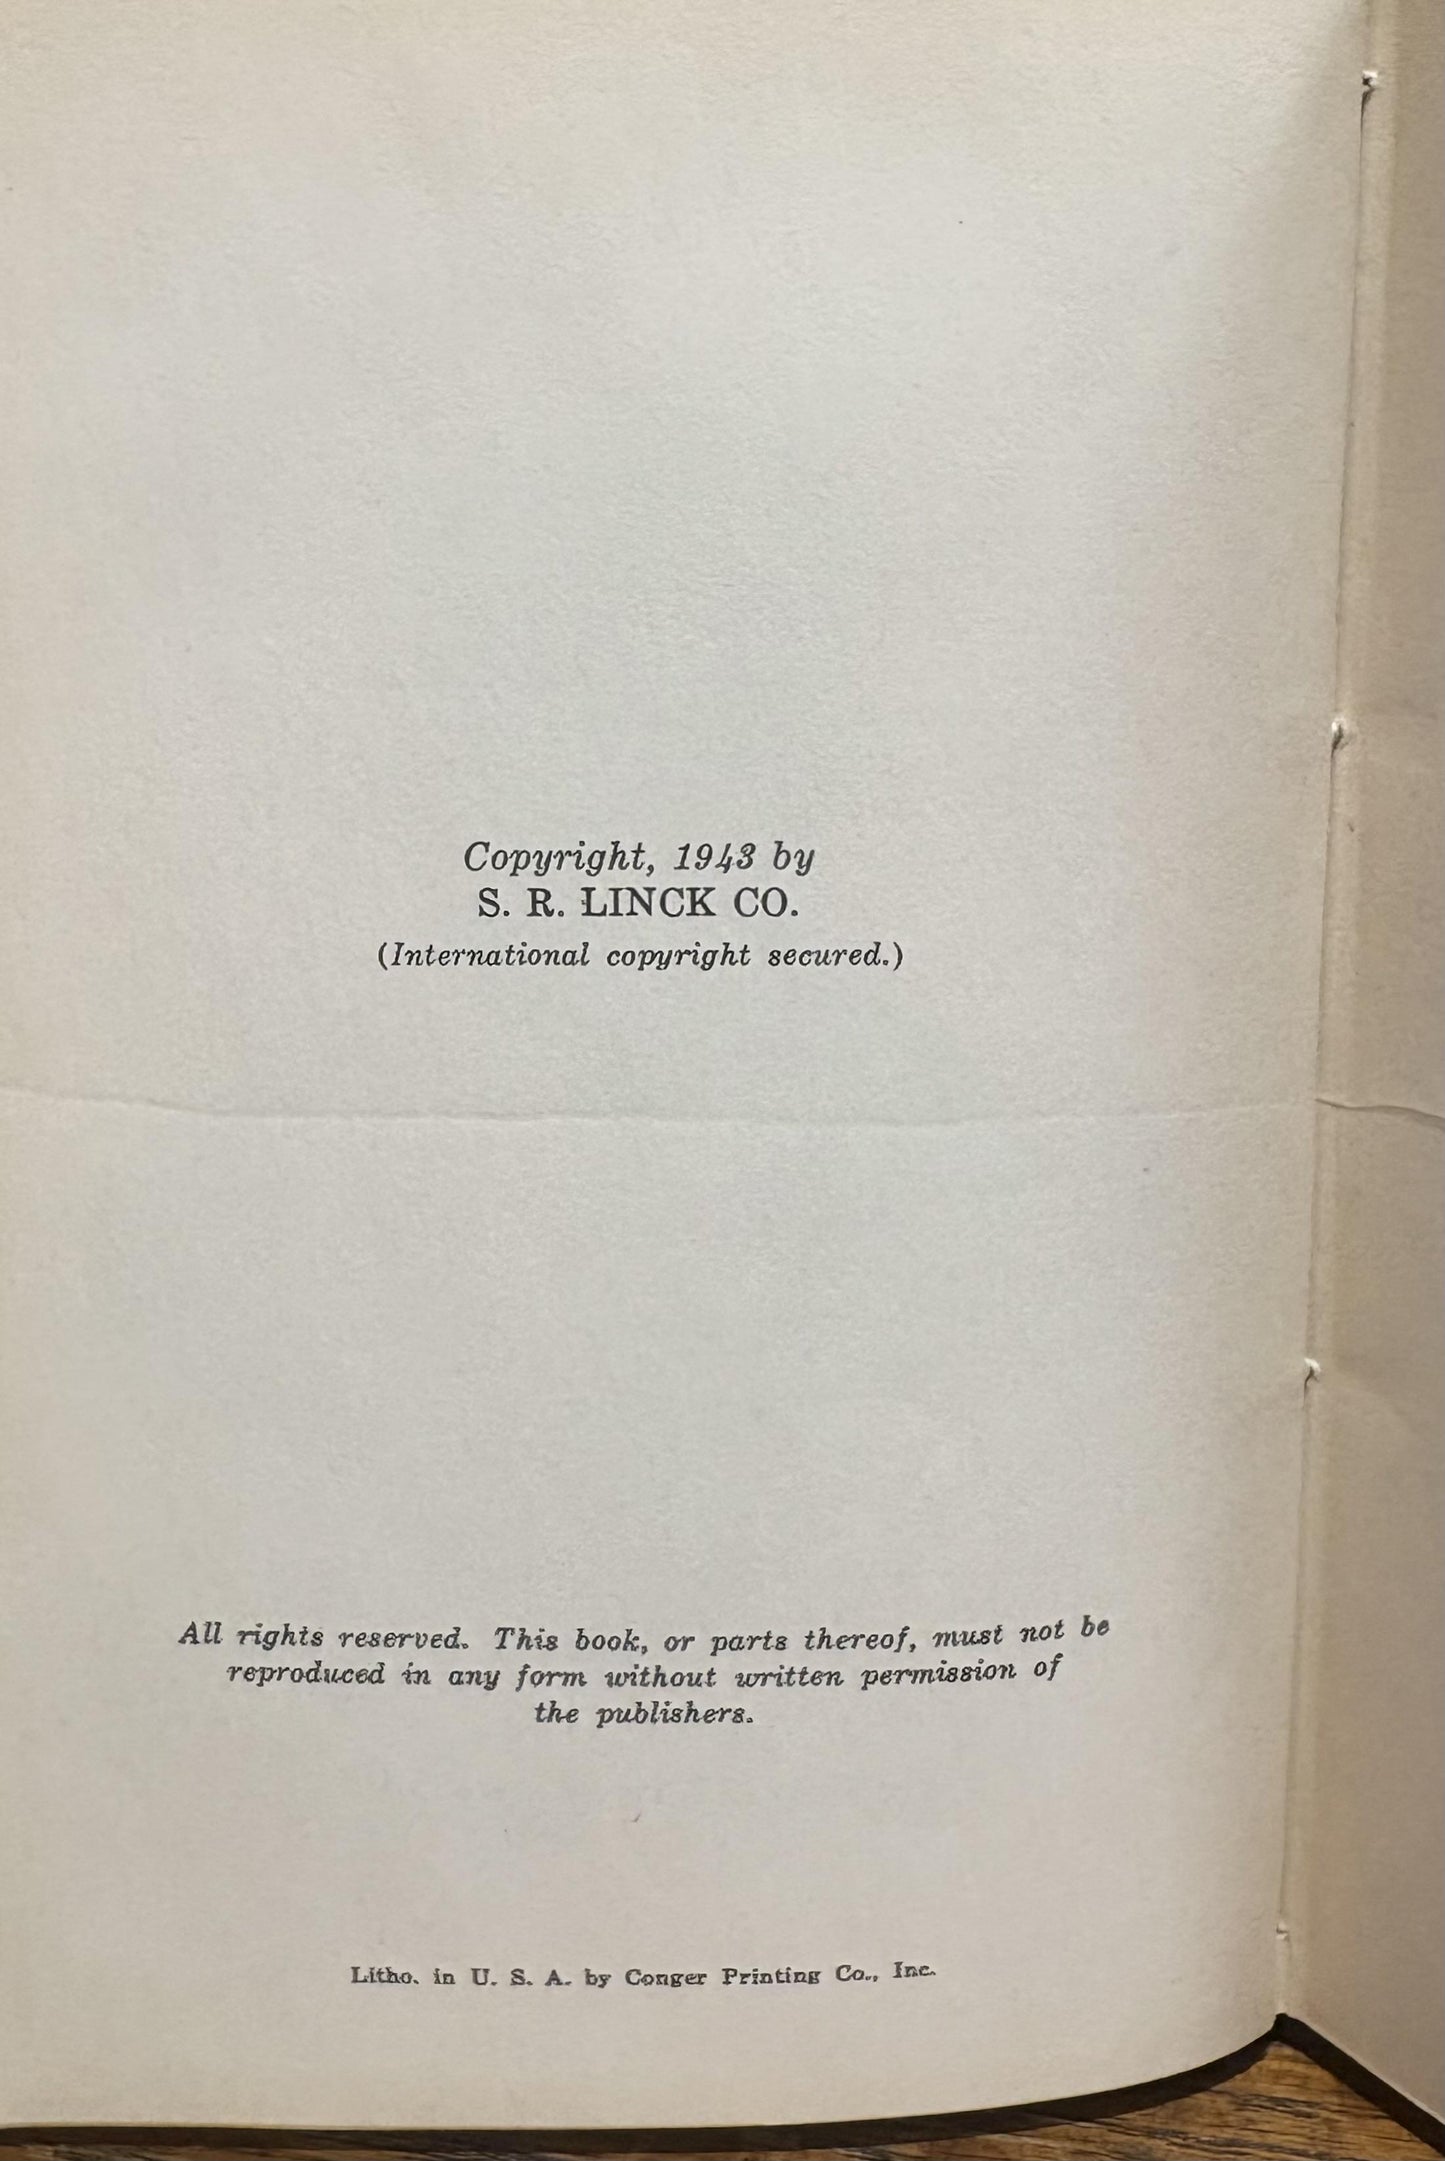 Copyright, 1943 by
S. R. LINCK CO.
(International copyright secured.)
All rights reserved. This book, or parts thereof, must not be
reproduced in any form without written permission of
the publishers.
Litho. in U. S. A. by Conger Printing Co., Inc.